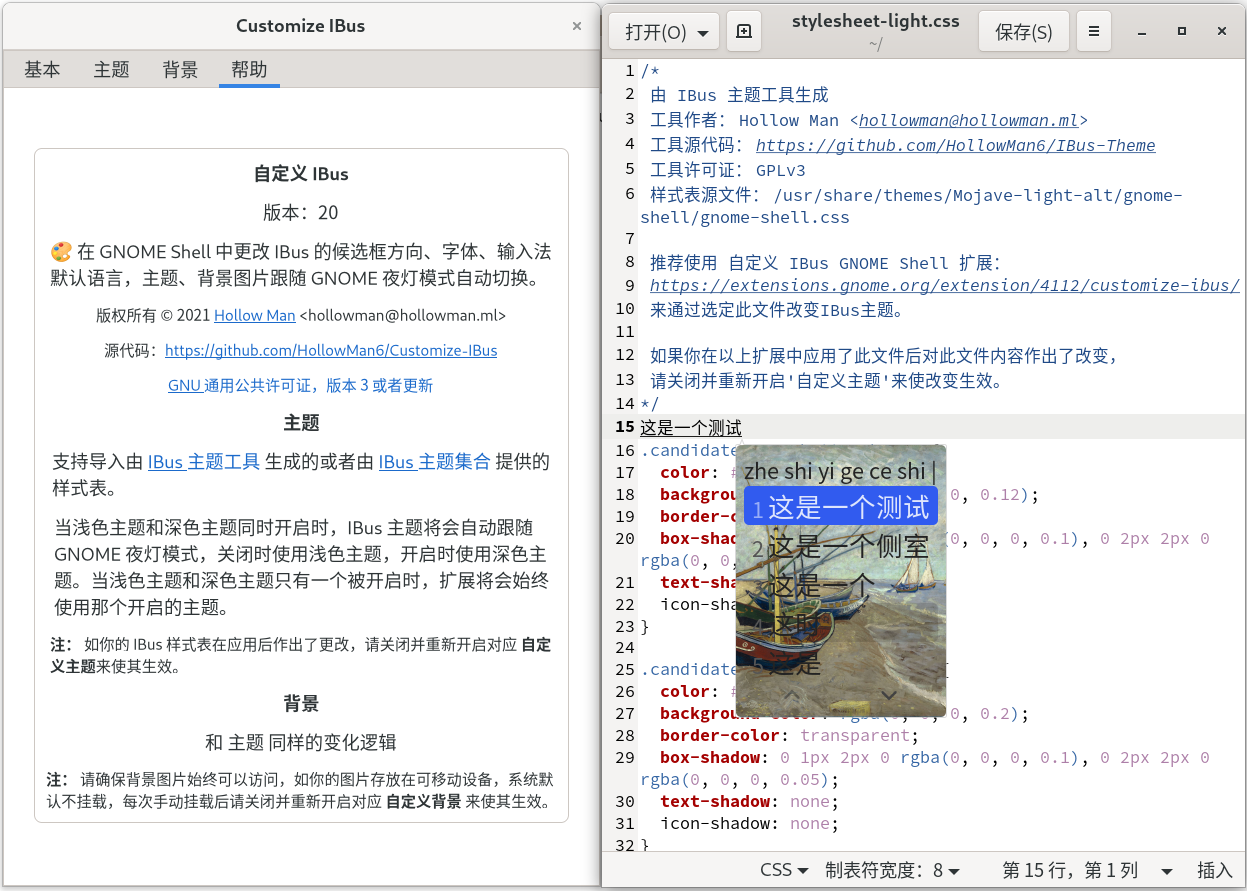 Customize IBus
基本 主题 背景 帮助
自定义 IBus
版本：20
在 GNOME Shell 中更改 IBus 的候选框方向、字体、输入法
默认语言，主题、背景图片跟随 GNOME 夜灯模式自动切换。
版权所有 © 2021 Hollow Man <hollowman@hollowman.ml>
源代码：https://github.com/HollowMan6/Customize-IBus
GNU 通用公共许可证，版本 3 或者更新
主题
支持导入由 IBus 主题工具 生成的或者由 IBus 主题集合 提供的
样式表。
当浅色主题和深色主题同时开启时，IBus 主题将会自动跟随
GNOME 夜灯模式，关闭时使用浅色主题，开启时使用深色主
题。当浅色主题和深色主题只有一个被开启时，扩展将会始终
使用那个开启的主题。
注： 如你的 IBus 样式表在应用后作出了更改，请关闭并重新开启对应 自定
义主题来使其生效。
背景
和 主题 同样的变化逻辑
注： 请确保背景图片始终可以访问，如你的图片存放在可移动设备，系统默
认不挂载，每次手动挂载后请关闭并重新开启对应 自定义背景 来使其生效。
打开(O)
stylesheet-light.css
~/
保存(S)
1 /*
2 由 IBus 主题工具生成
3 工具作者： Hollow Man <hollowman@hollowman.ml>
4 工具源代码： https://github.com/HollowMan6/IBus-Theme
5 工具许可证： GPLv3
6 样式表源文件： /usr/share/themes/Mojave-light-alt/gnome-
shell/gnome-shell.css
7
8 推荐使用 自定义 IBus GNOME Shell 扩展：
9 https://extensions.gnome.org/extension/4112/customize-ibus/
10 来通过选定此文件改变IBus主题。
11
12 如果你在以上扩展中应用了此文件后对此文件内容作出了改变，
13 请关闭并重新开启'自定义主题'来使改变生效。
14 */
15 这是一个测试
16 .candidate
17 color: #
18 backgrou 0, 0.12);
19 border-c
20 box-shad (0, 0, 0, 0.1), 0 2px 2px 0
rgba(0, 0,
21 text-sha
22 icon-sha
23 }
24
25 .candidate
26 color: #
27 background-color: rgba(0, 0, 0, 0.2);
28 border-color: transparent;
29 box-shadow: 0 1px 2px 0 rgba(0, 0, 0, 0.1), 0 2px 2px 0
rgba(0, 0, 0, 0.05);
30 text-shadow: none;
31 icon-shadow: none;
32 }
zhe shi yi ge ce shi |
1 这是一个测试
2 这是一个侧室
3 这是一个
4 这时
5 这是
CSS 制表符宽度：8 第 15 行，第 1 列 插入